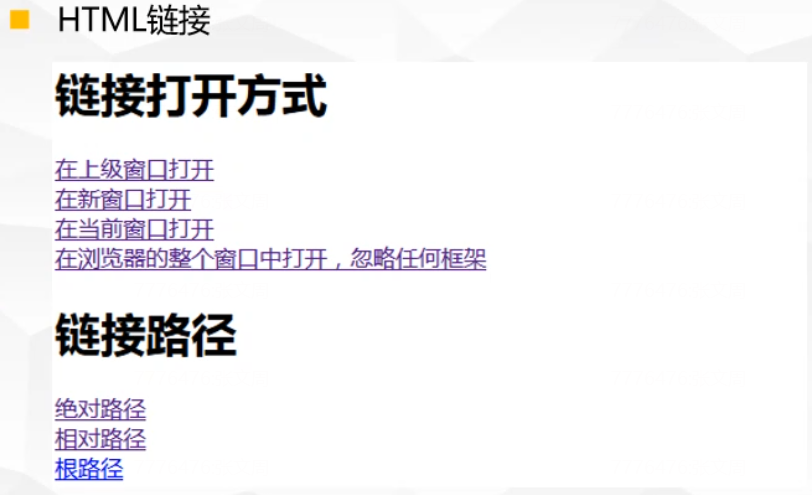 HTML链接
链接打开方式
在上级窗口打开
在新窗口打开
在当前窗口打开
在浏览器的整个窗口中打开，忽略任何框架
链接路径
绝对路径
相对路径
根路径